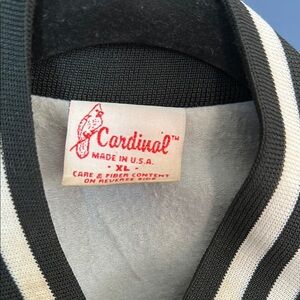 Cardinal™
MADE IN U.S.A.
- XL -
CARE & FIBER CONTENT
ON REVERSE SIDE